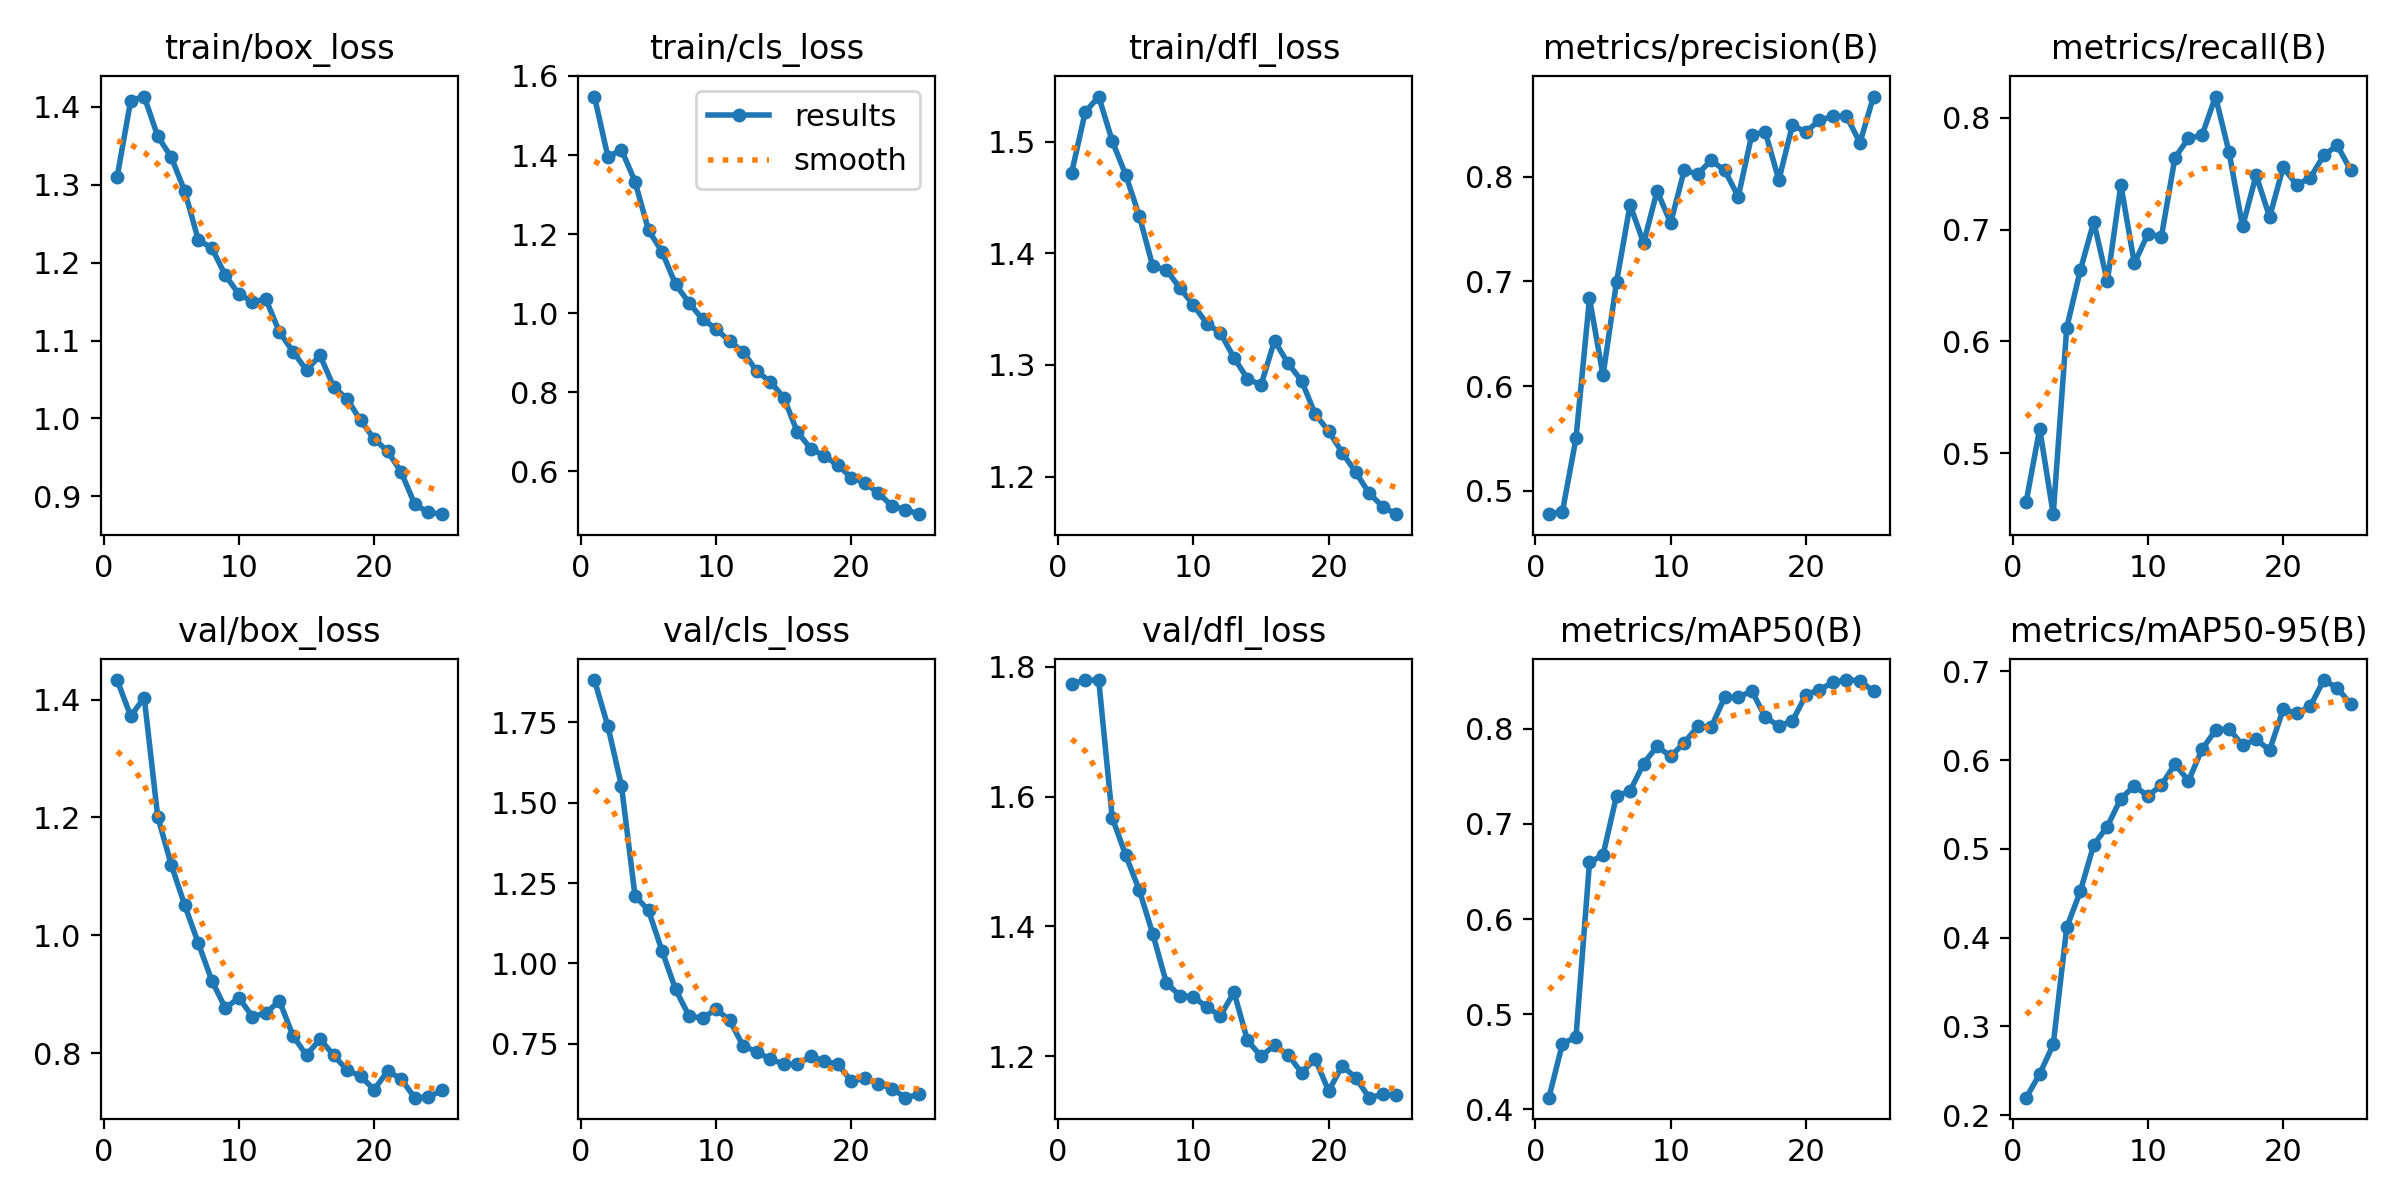 train/box_loss
train/cls_loss
train/dfl_loss
metrics/precision(B)
metrics/recall(B)
1.4
1.3
1.2
1.1
1.0
0.9
0 10 20
1.6
1.4
1.2
1.0
0.8
0.6
0 10 20
results
smooth
1.5
1.4
1.3
1.2
0 10 20
0.8
0.7
0.6
0.5
0 10 20
0.8
0.7
0.6
0.5
0 10 20
val/box_loss
val/cls_loss
val/dfl_loss
metrics/mAP50(B)
metrics/mAP50-95(B)
1.4
1.2
1.0
0.8
0 10 20
1.75
1.50
1.25
1.00
0.75
0 10 20
1.8
1.6
1.4
1.2
0 10 20
0.8
0.7
0.6
0.5
0.4
0 10 20
0.7
0.6
0.5
0.4
0.3
0.2
0 10 20